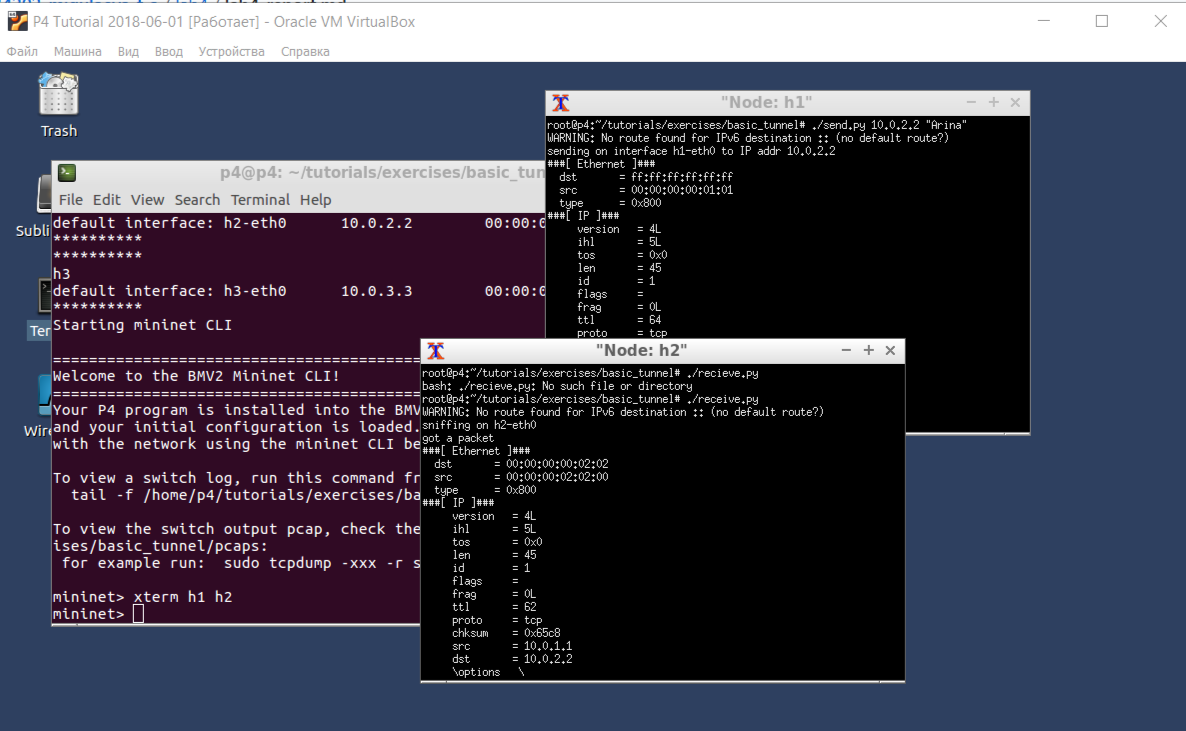 P4 Tutorial 2018-06-01 [Работает] - Oracle VM VirtualBox
Файл Машина Вид Ввод Устройства Справка
Trash
p4@p4: ~/tutorials/exercises/basic_tun
File Edit View Search Terminal Help
default interface: h2-eth0 10.0.2.2 00:00:0
**********
**********
h3
default interface: h3-eth0 10.0.3.3 00:00:0
**********
Starting mininet CLI
======================================
Welcome to the BMV2 Mininet CLI!
======================================
Your P4 program is installed into the BMV
and your initial configuration is loaded.
with the network using the mininet CLI be
To view a switch log, run this command fr
tail -f /home/p4/tutorials/exercises/ba
To view the switch output pcap, check the
ises/basic_tunnel/pcaps:
for example run: sudo tcpdump -xxx -r s
mininet> xterm h1 h2
mininet>
Subli
Ter
Wire
"Node: h1"
root@p4:~/tutorials/exercises/basic_tunnel# ./send.py 10.0.2.2 "Arina"
WARNING: No route found for IPv6 destination :: (no default route?)
sending on interface h1-eth0 to IP addr 10.0.2.2
###[ Ethernet ]###
dst = ff:ff:ff:ff:ff:ff
src = 00:00:00:00:01:01
type = 0x800
###[ IP ]###
version = 4L
ihl = 5L
tos = 0x0
len = 45
id = 1
flags =
frag = 0L
ttl = 64
proto = tcp
"Node: h2"
root@p4:~/tutorials/exercises/basic_tunnel# ./recieve.py
bash: ./recieve.py: No such file or directory
root@p4:~/tutorials/exercises/basic_tunnel# ./receive.py
WARNING: No route found for IPv6 destination :: (no default route?)
sniffing on h2-eth0
got a packet
###[ Ethernet ]###
dst = 00:00:00:00:02:02
src = 00:00:00:02:02:00
type = 0x800
###[ IP ]###
version = 4L
ihl = 5L
tos = 0x0
len = 45
id = 1
flags =
frag = 0L
ttl = 62
proto = tcp
chksum = 0x65c8
src = 10.0.1.1
dst = 10.0.2.2
\options \